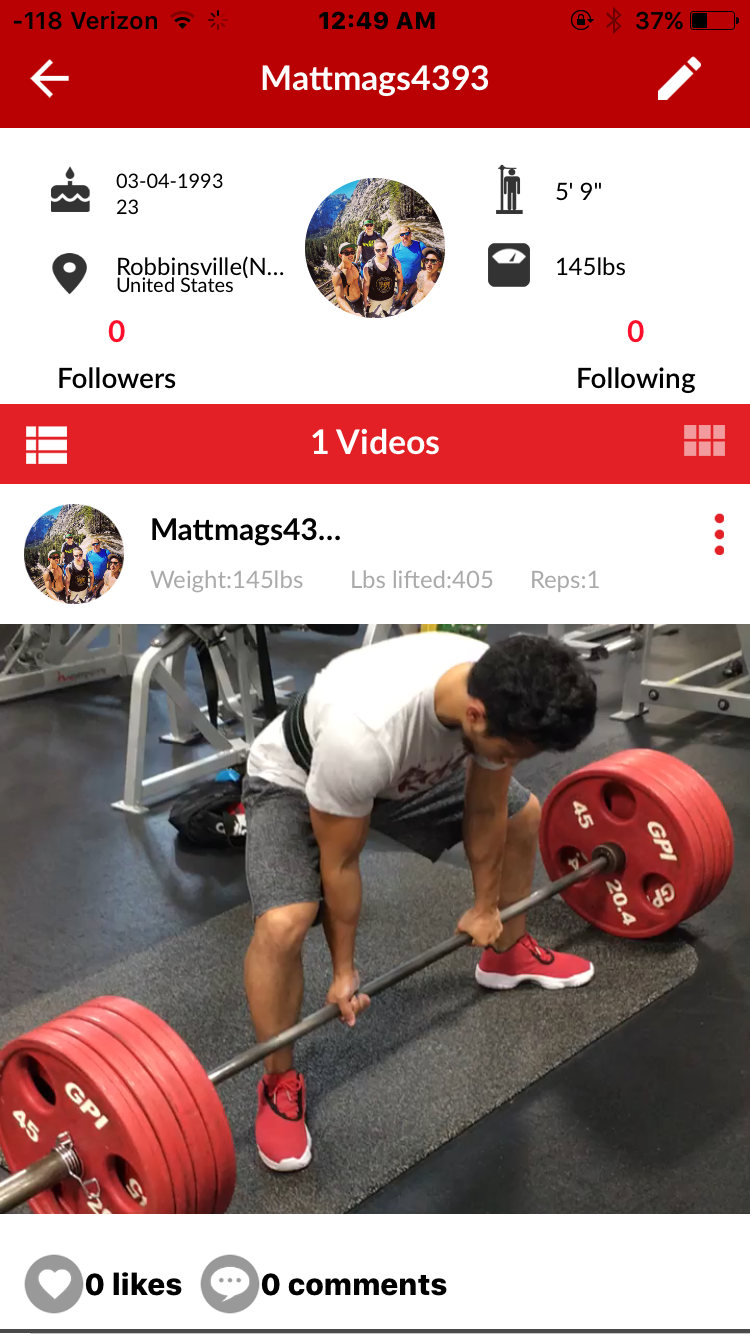 -118 Verizon 12:49 AM 37%
Mattmags4393
03-04-1993
23
5' 9"
Robbinsville(N...
United States
145lbs
0
0
Followers
Following
1 Videos
Mattmags43...
Weight:145lbs Lbs lifted:405 Reps:1
45
GPI
20.4
GPI
45
0 likes 0 comments